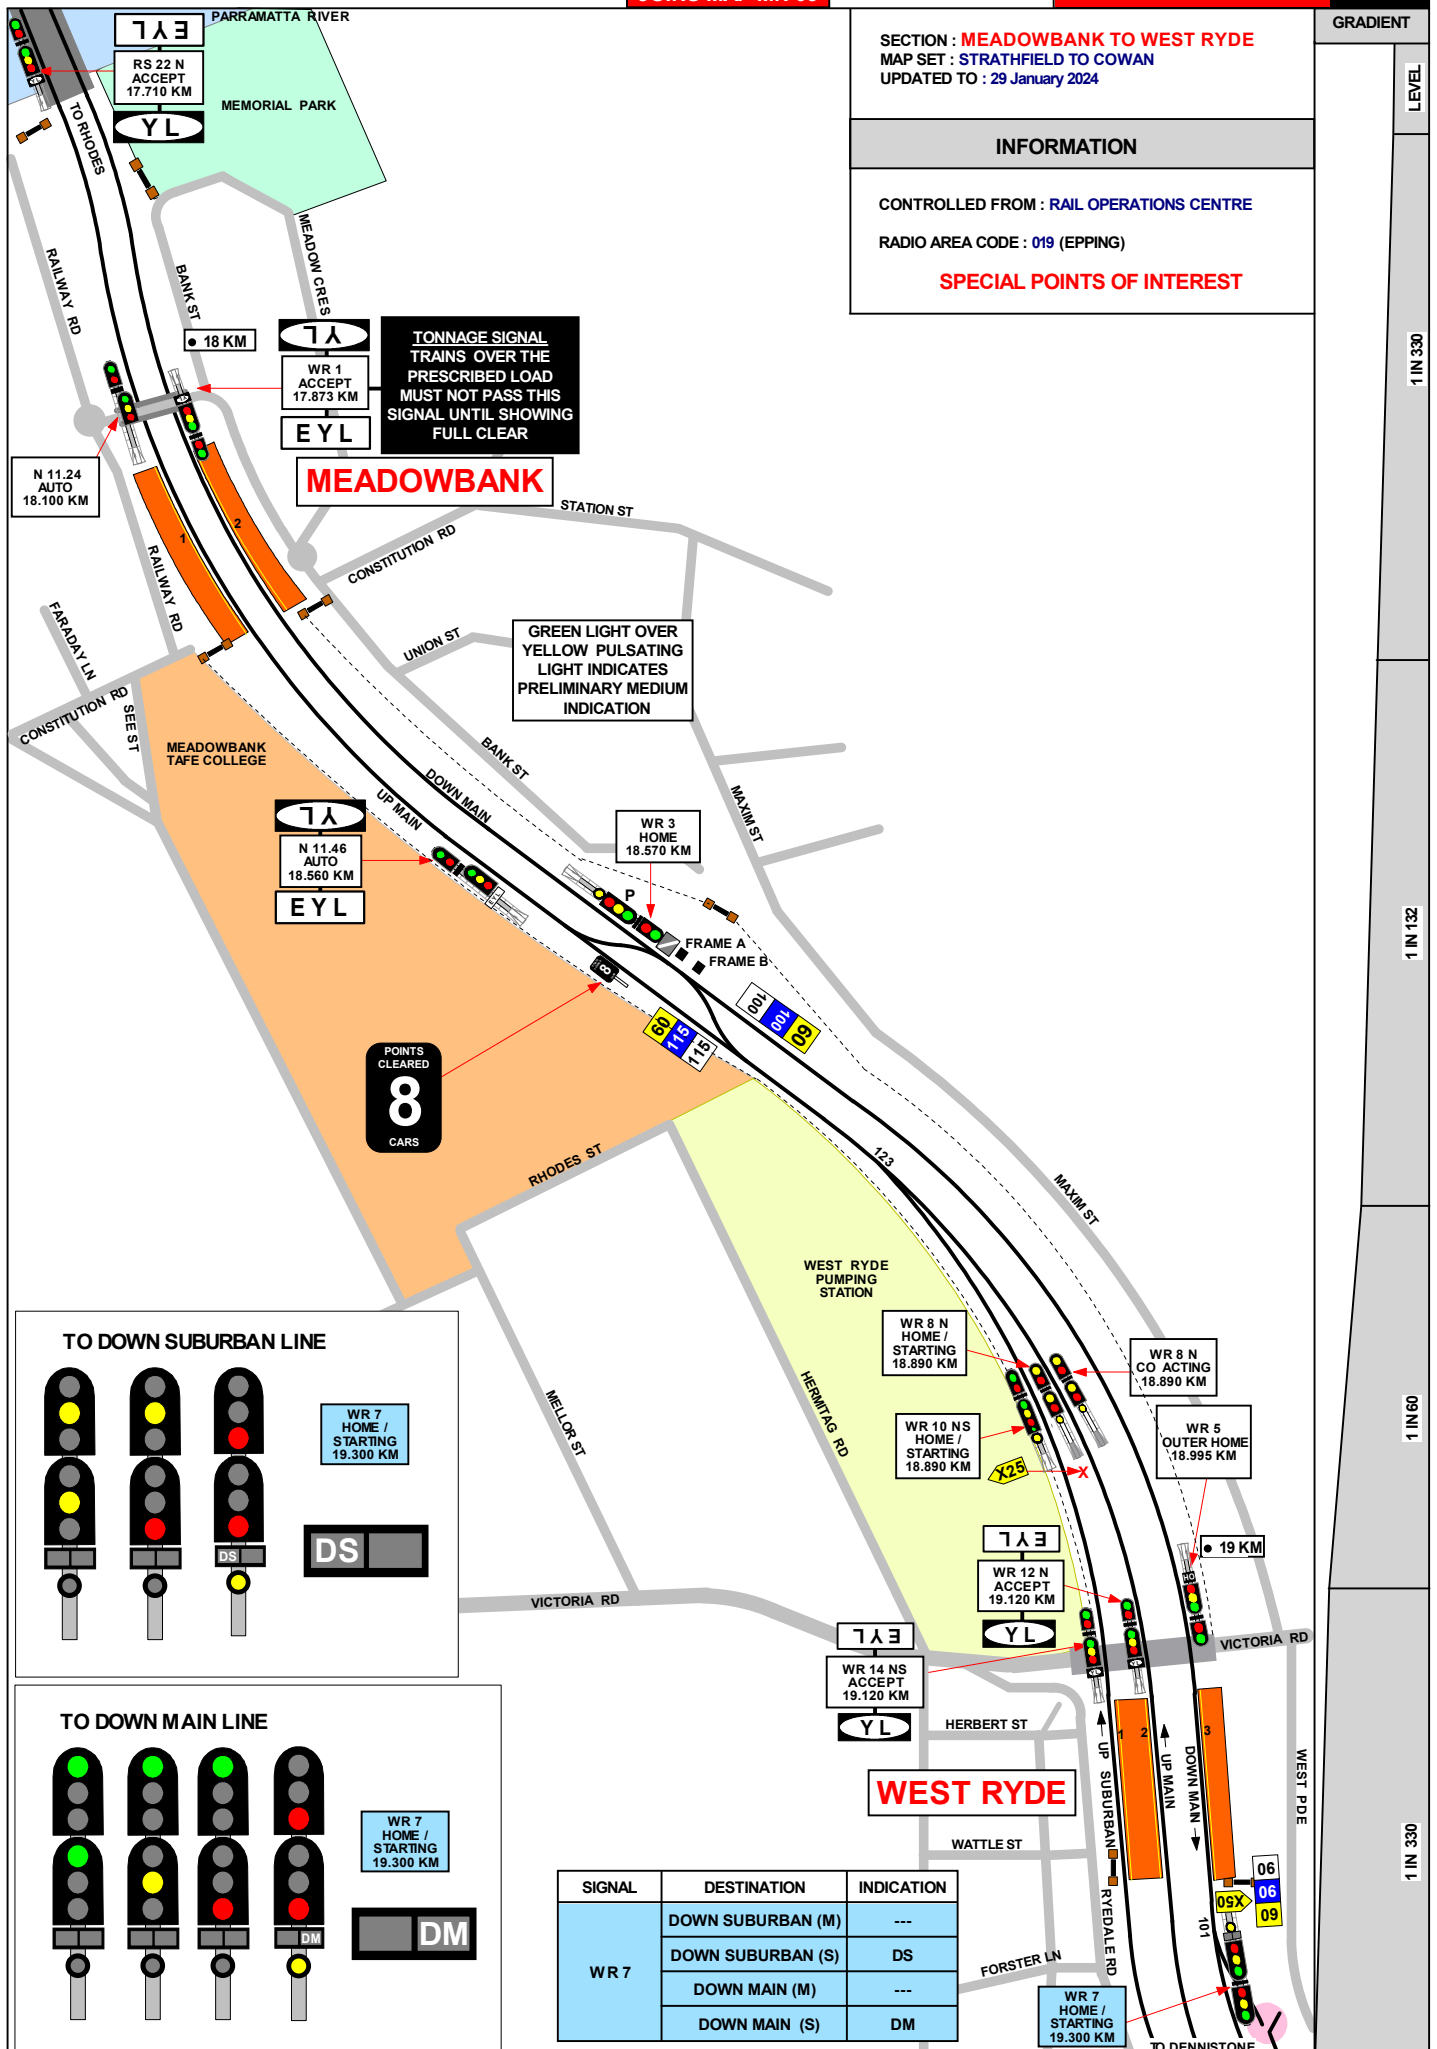 SECTION : MEADOWBANK TO WEST RYDE
MAP SET : STRATHFIELD TO COWAN
UPDATED TO : 29 January 2024
INFORMATION
CONTROLLED FROM : RAIL OPERATIONS CENTRE
RADIO AREA CODE : 019 (EPPING)
SPECIAL POINTS OF INTEREST
GRADIENT
LEVEL
1 IN 330
1 IN 132
1 IN 60
1 IN 330
PARRAMATTA RIVER
EYL
RS 22 N
ACCEPT
17.710 KM
YL
MEMORIAL PARK
TO RHODES
RAILWAY RD
BANK ST
MEADOW CRES
18 KM
YL
WR 1
ACCEPT
17.873 KM
EYL
TONNAGE SIGNAL
TRAINS OVER THE
PRESCRIBED LOAD
MUST NOT PASS THIS
SIGNAL UNTIL SHOWING
FULL CLEAR
N 11.24
AUTO
18.100 KM
MEADOWBANK
1
2
STATION ST
CONSTITUTION RD
RAILWAY RD
FARADAY LN
UNION ST
GREEN LIGHT OVER
YELLOW PULSATING
LIGHT INDICATES
PRELIMINARY MEDIUM
INDICATION
CONSTITUTION RD
SEE ST
MEADOWBANK
TAFE COLLEGE
BANK ST
DOWN MAIN
UP MAIN
MAXIM ST
YL
N 11.46
AUTO
18.560 KM
EYL
WR 3
HOME
18.570 KM
P
FRAME A
FRAME B
8
60
115
115
100
100
60
POINTS
CLEARED
8
CARS
RHODES ST
123
MAXIM ST
WEST RYDE
PUMPING
STATION
TO DOWN SUBURBAN LINE
WR 7
HOME /
STARTING
19.300 KM
DS
DS
MELLOR ST
HERMITAG RD
WR 8 N
HOME /
STARTING
18.890 KM
WR 8 N
CO ACTING
18.890 KM
WR 10 NS
HOME /
STARTING
18.890 KM
X25
X
WR 5
OUTER HOME
18.995 KM
19 KM
EYL
WR 12 N
ACCEPT
19.120 KM
YL
VICTORIA RD
VICTORIA RD
EYL
WR 14 NS
ACCEPT
19.120 KM
YL
HERBERT ST
TO DOWN MAIN LINE
WR 7
HOME /
STARTING
19.300 KM
DM
DM
WEST RYDE
1
2
3
UP SUBURBAN
UP MAIN
DOWN MAIN
WEST PDE
WATTLE ST
RYEDALE RD
FORSTER LN
90
90
60
X50
101
SIGNAL DESTINATION INDICATION
WR 7
DOWN SUBURBAN (M) ---
DOWN SUBURBAN (S) DS
DOWN MAIN (M) ---
DOWN MAIN (S) DM
WR 7
HOME /
STARTING
19.300 KM
TO DENNISTONE